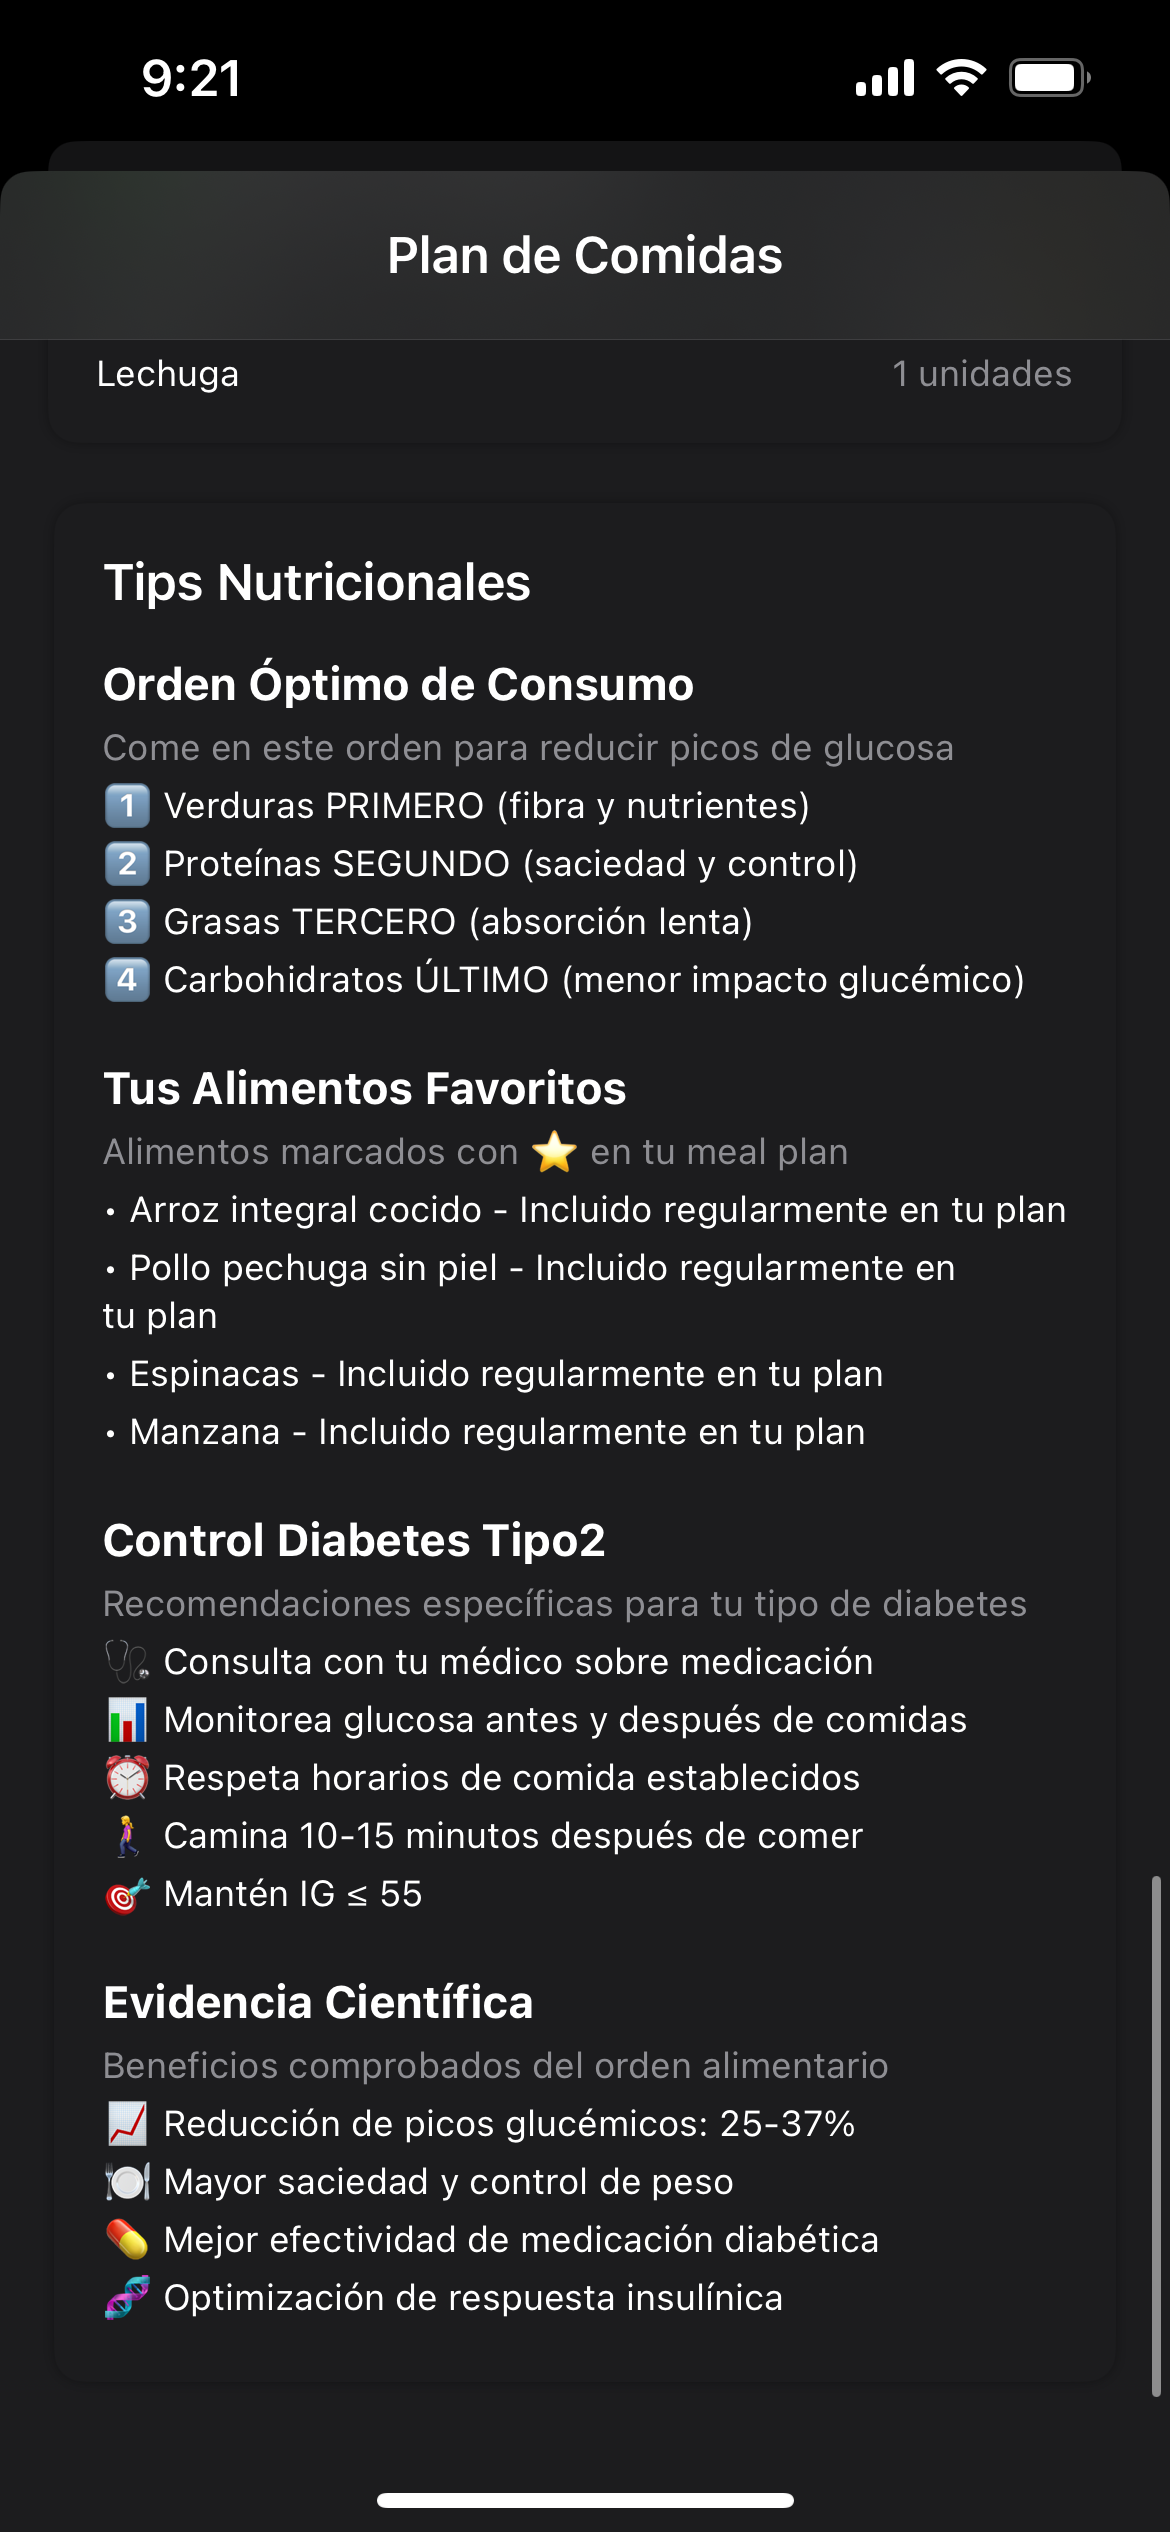 9:21
Plan de Comidas
Lechuga 1 unidades
Tips Nutricionales
Orden Óptimo de Consumo
Come en este orden para reducir picos de glucosa
1️⃣ Verduras PRIMERO (fibra y nutrientes)
2️⃣ Proteínas SEGUNDO (saciedad y control)
3️⃣ Grasas TERCERO (absorción lenta)
4️⃣ Carbohidratos ÚLTIMO (menor impacto glucémico)
Tus Alimentos Favoritos
Alimentos marcados con ⭐ en tu meal plan
• Arroz integral cocido - Incluido regularmente en tu plan
• Pollo pechuga sin piel - Incluido regularmente en
tu plan
• Espinacas - Incluido regularmente en tu plan
• Manzana - Incluido regularmente en tu plan
Control Diabetes Tipo2
Recomendaciones específicas para tu tipo de diabetes
🩺 Consulta con tu médico sobre medicación
📊 Monitorea glucosa antes y después de comidas
⏰ Respeta horarios de comida establecidos
🚶‍♀️ Camina 10-15 minutos después de comer
🎯 Mantén IG ≤ 55
Evidencia Científica
Beneficios comprobados del orden alimentario
📈 Reducción de picos glucémicos: 25-37%
🍽️ Mayor saciedad y control de peso
💊 Mejor efectividad de medicación diabética
🧬 Optimización de respuesta insulínica